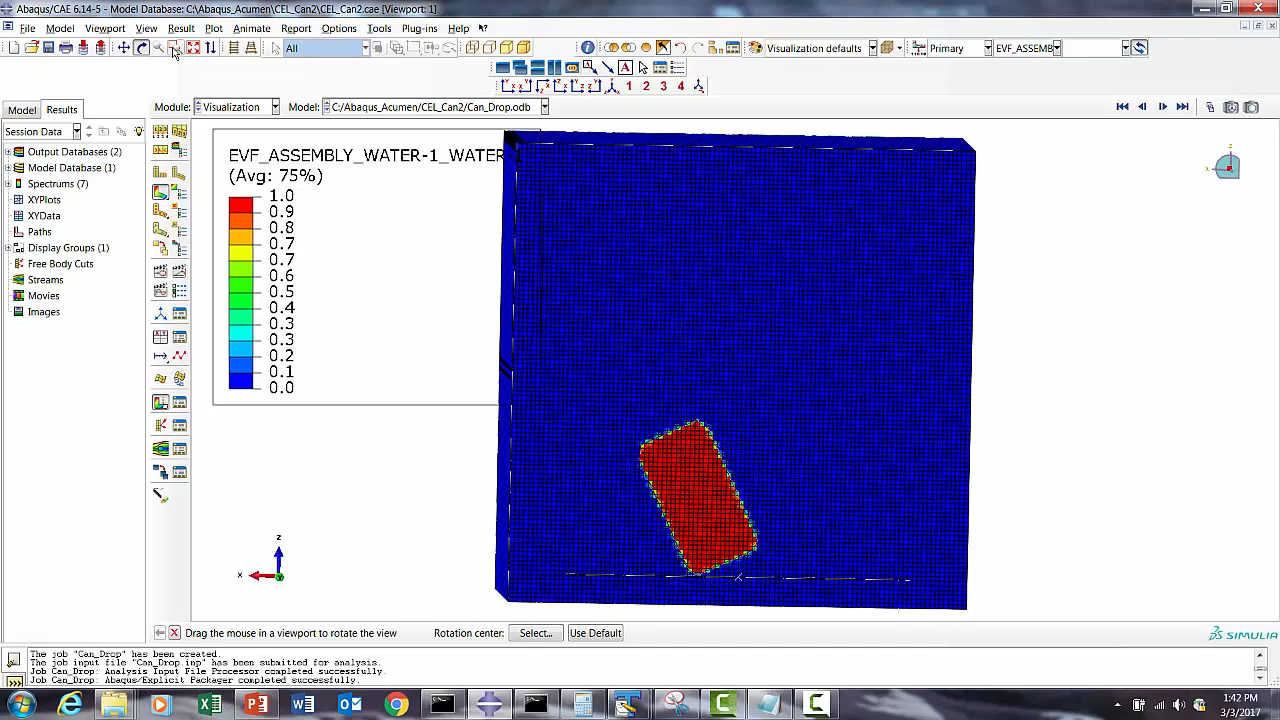 Abaqus/CAE 6.14-5 - Model Database: C:\Abaqus_Acumen\CEL_Can2\CEL_Can2.cae [Viewport: 1]
File Model Viewport View Result Plot Animate Report Options Tools Plug-ins Help
All Visualization defaults Primary EVF_ASSEMB
1 2 3 4
Model Results Module: Visualization Model: C:/Abaqus_Acumen/CEL_Can2/Can_Drop.odb
Session Data
Output Databases (2)
Model Database (1)
Spectrums (7)
XYPlots
XYData
Paths
Display Groups (1)
Free Body Cuts
Streams
Movies
Images
EVF_ASSEMBLY_WATER-1_WATER
(Avg: 75%)
1.0
0.9
0.8
0.7
0.6
0.5
0.4
0.3
0.3
0.2
0.1
0.0
z
x
Drag the mouse in a viewport to rotate the view Rotation center: Select... Use Default
SIMULIA
The job "Can_Drop" has been created.
The job input file "Can_Drop.inp" has been submitted for analysis.
Job Can_Drop: Analysis Input File Processor completed successfully.
Job Can_Drop: Abaqus/Explicit Packager completed successfully.
1:42 PM
3/3/2017